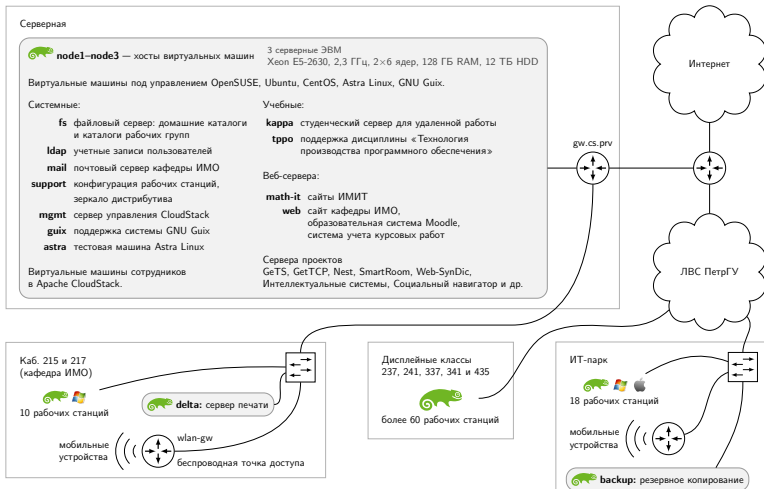 Серверная
node1–node3 — хосты виртуальных машин
3 серверные ЭВМ
Xeon E5-2630, 2,3 ГГц, 2×6 ядер, 128 ГБ RAM, 12 ТБ HDD
Виртуальные машины под управлением OpenSUSE, Ubuntu, CentOS, Astra Linux, GNU Guix.
Системные:
fs файловый сервер: домашние каталоги
и каталоги рабочих групп
ldap учетные записи пользователей
mail почтовый сервер кафедры ИМО
support конфигурация рабочих станций,
зеркало дистрибутива
mgmt сервер управления CloudStack
guix поддержка системы GNU Guix
astra тестовая машина Astra Linux
Виртуальные машины сотрудников
в Apache CloudStack.
Учебные:
kappa студенческий сервер для удаленной работы
tppo поддержка дисциплины «Технология
производства программного обеспечения»
Веб-сервера:
math-it сайты ИМИТ
web сайт кафедры ИМО,
образовательная система Moodle,
система учета курсовых работ
Сервера проектов
GeTS, GetTCP, Nest, SmartRoom, Web-SynDic,
Интеллектуальные системы, Социальный навигатор и др.
gw.cs.prv
Интернет
ЛВС ПетрГУ
Каб. 215 и 217
(кафедра ИМО)
10 рабочих станций
delta: сервер печати
мобильные
устройства
wlan-gw
беспроводная точка доступа
Дисплейные классы
237, 241, 337, 341 и 435
более 60 рабочих станций
ИТ-парк
18 рабочих станций
мобильные
устройства
backup: резервное копирование